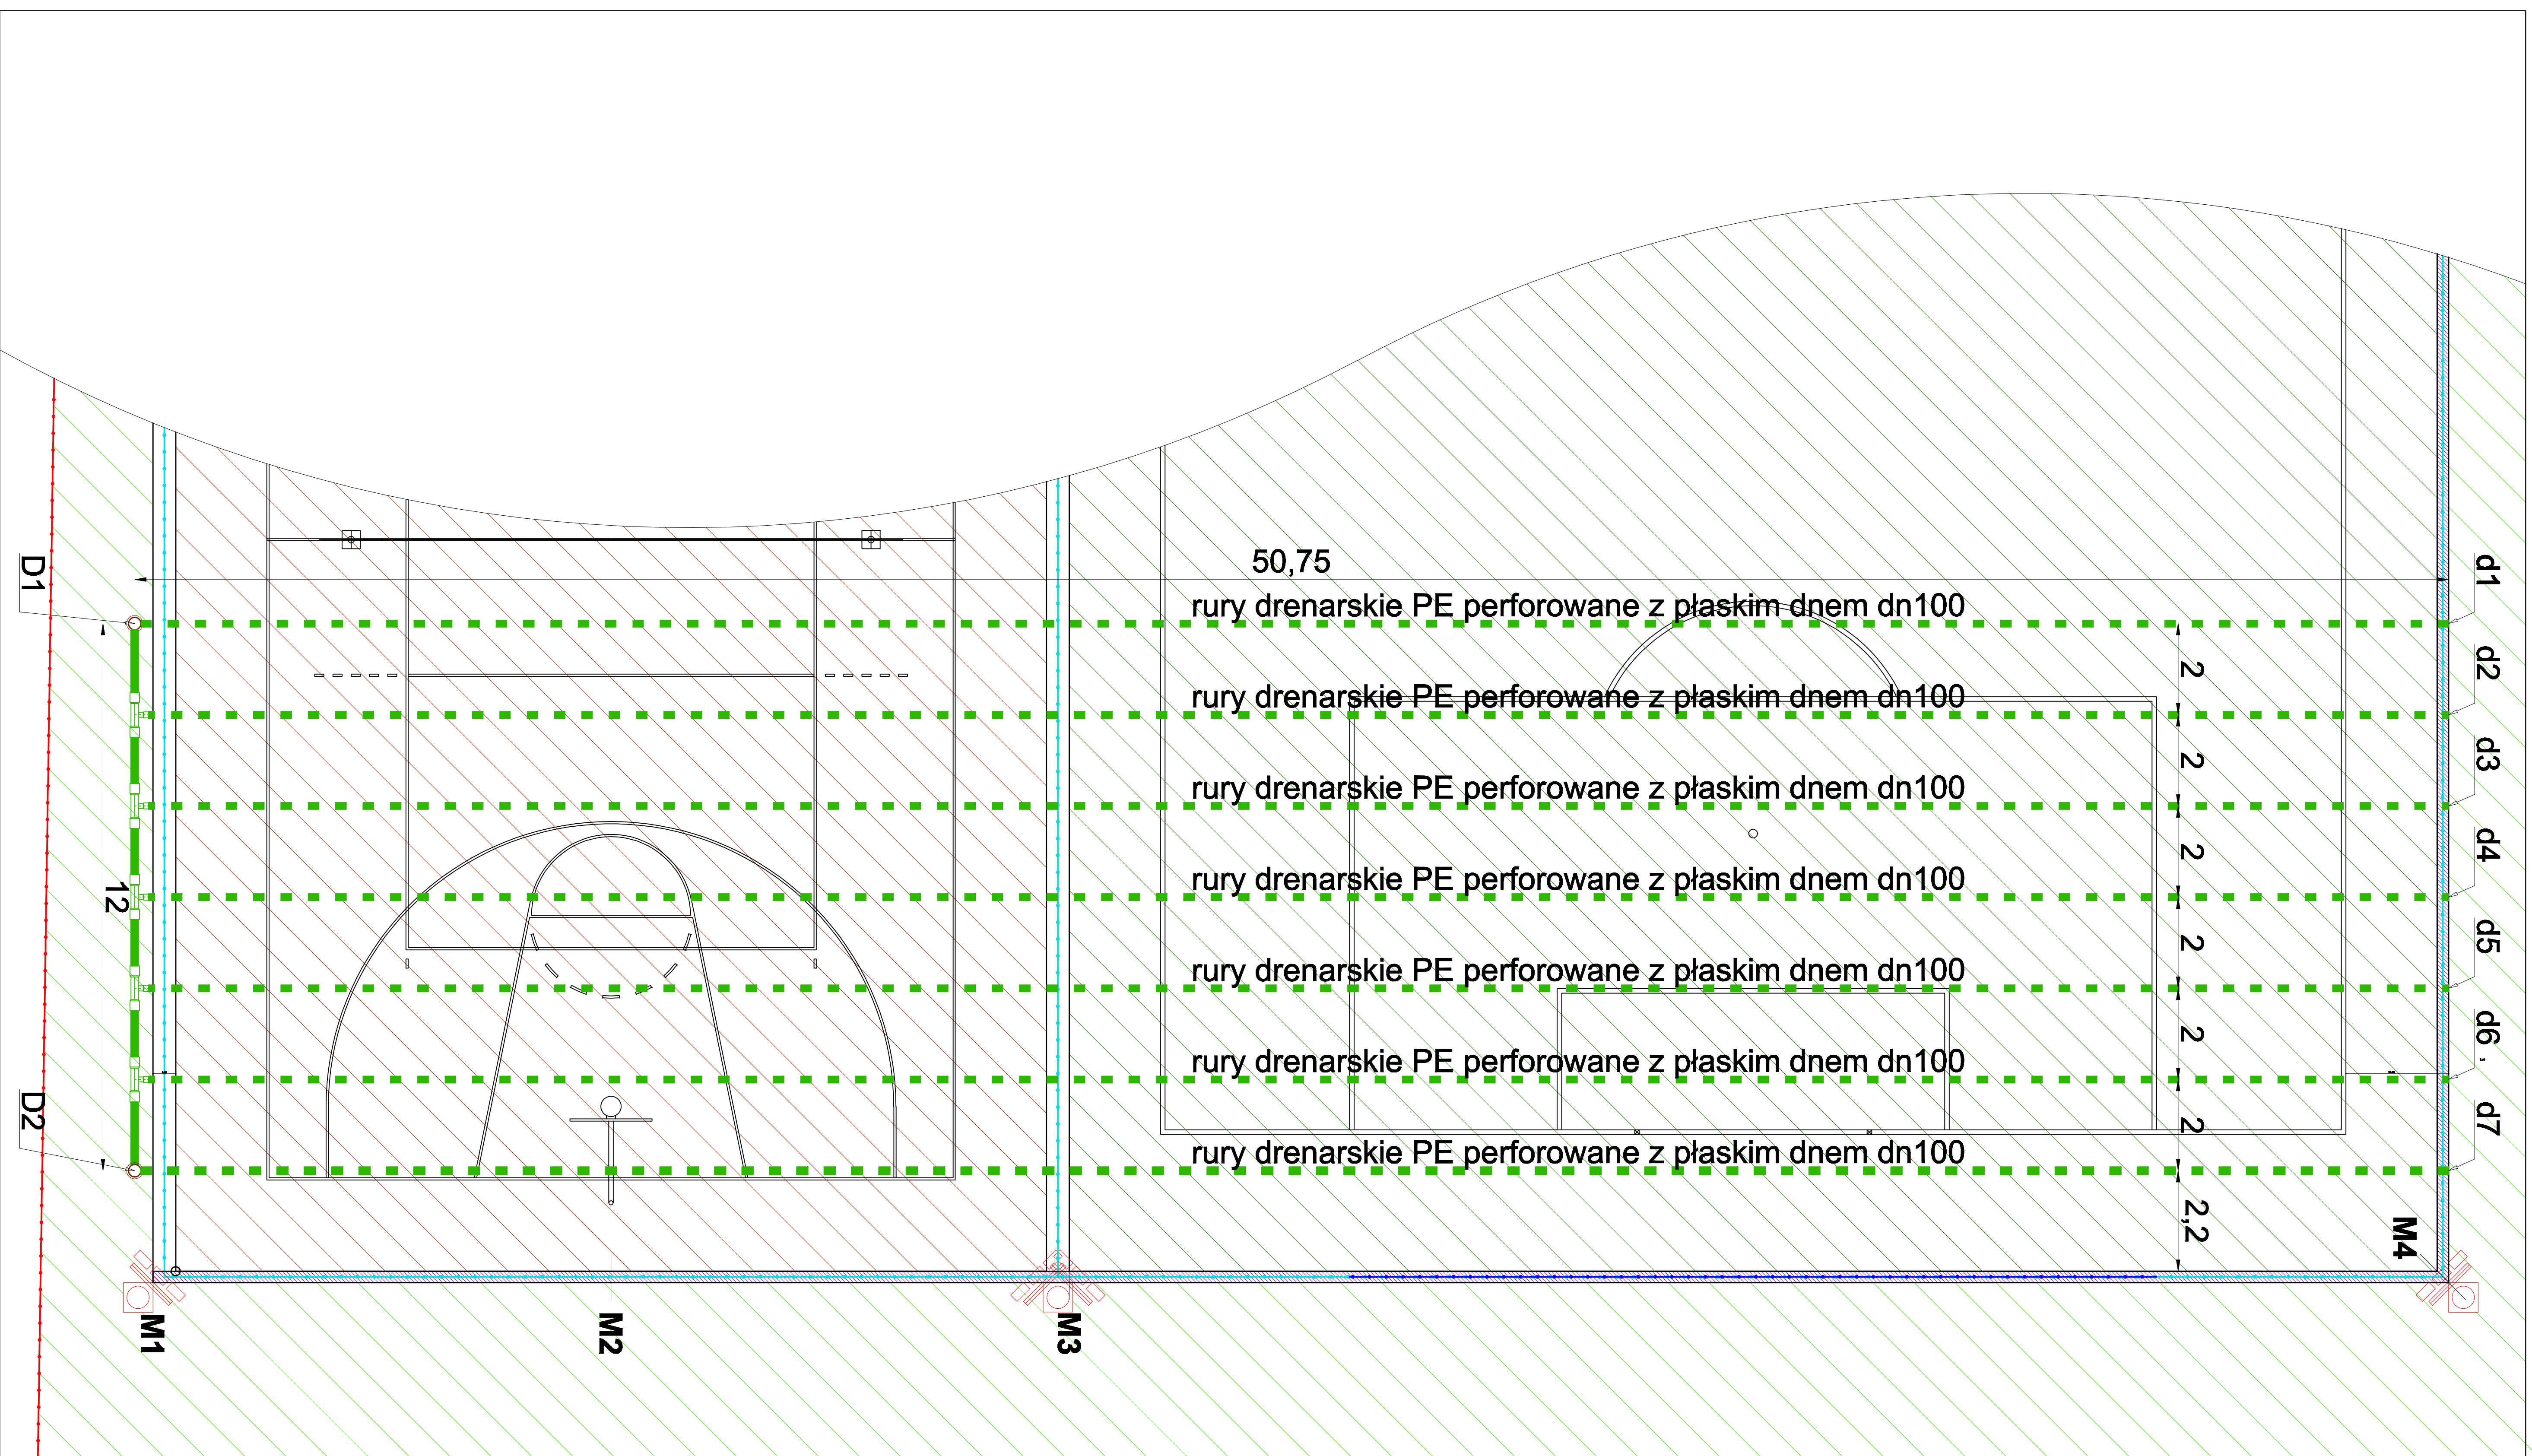 50,75
D1
d1
rury drenarskie PE perforowane z płaskim dnem dn100
2
d2
rury drenarskie PE perforowane z płaskim dnem dn100
2
d3
rury drenarskie PE perforowane z płaskim dnem dn100
2
d4
rury drenarskie PE perforowane z płaskim dnem dn100
12
2
d5
rury drenarskie PE perforowane z płaskim dnem dn100
2
d6
rury drenarskie PE perforowane z płaskim dnem dn100
D2
2
d7
rury drenarskie PE perforowane z płaskim dnem dn100
2,2
M4
M1
M2
M3